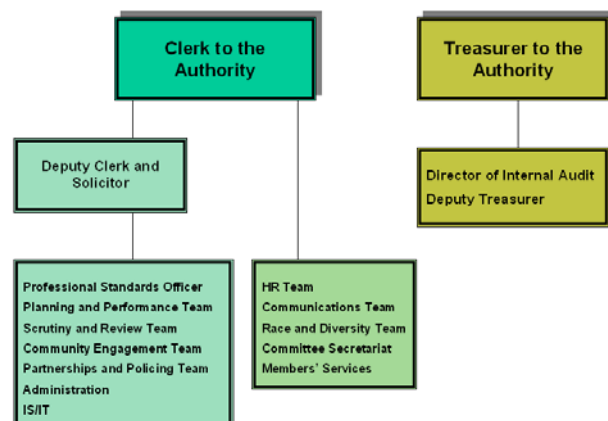 Clerk to the
Authority
Treasurer to the
Authority
Deputy Clerk and
Solicitor
Director of Internal Audit
Deputy Treasurer
Professional Standards Officer
Planning and Performance Team
Scrutiny and Review Team
Community Engagement Team
Partnerships and Policing Team
Administration
IS/IT
HR Team
Communications Team
Race and Diversity Team
Committee Secretariat
Members' Services